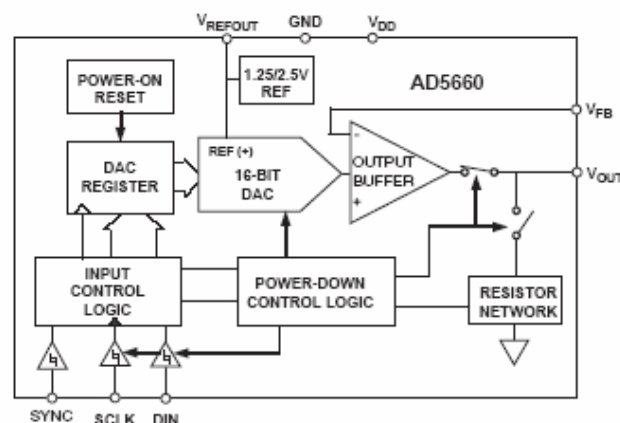 VREFOUT
GND
VDD
POWER-ON
RESET
1.25/2.5V
REF
AD5660
VFB
DAC
REGISTER
REF (+)
16-BIT
DAC
-
OUTPUT
BUFFER
+
VOUT
INPUT
CONTROL
LOGIC
POWER-DOWN
CONTROL LOGIC
RESISTOR
NETWORK
SYNC
SCLK
DIN